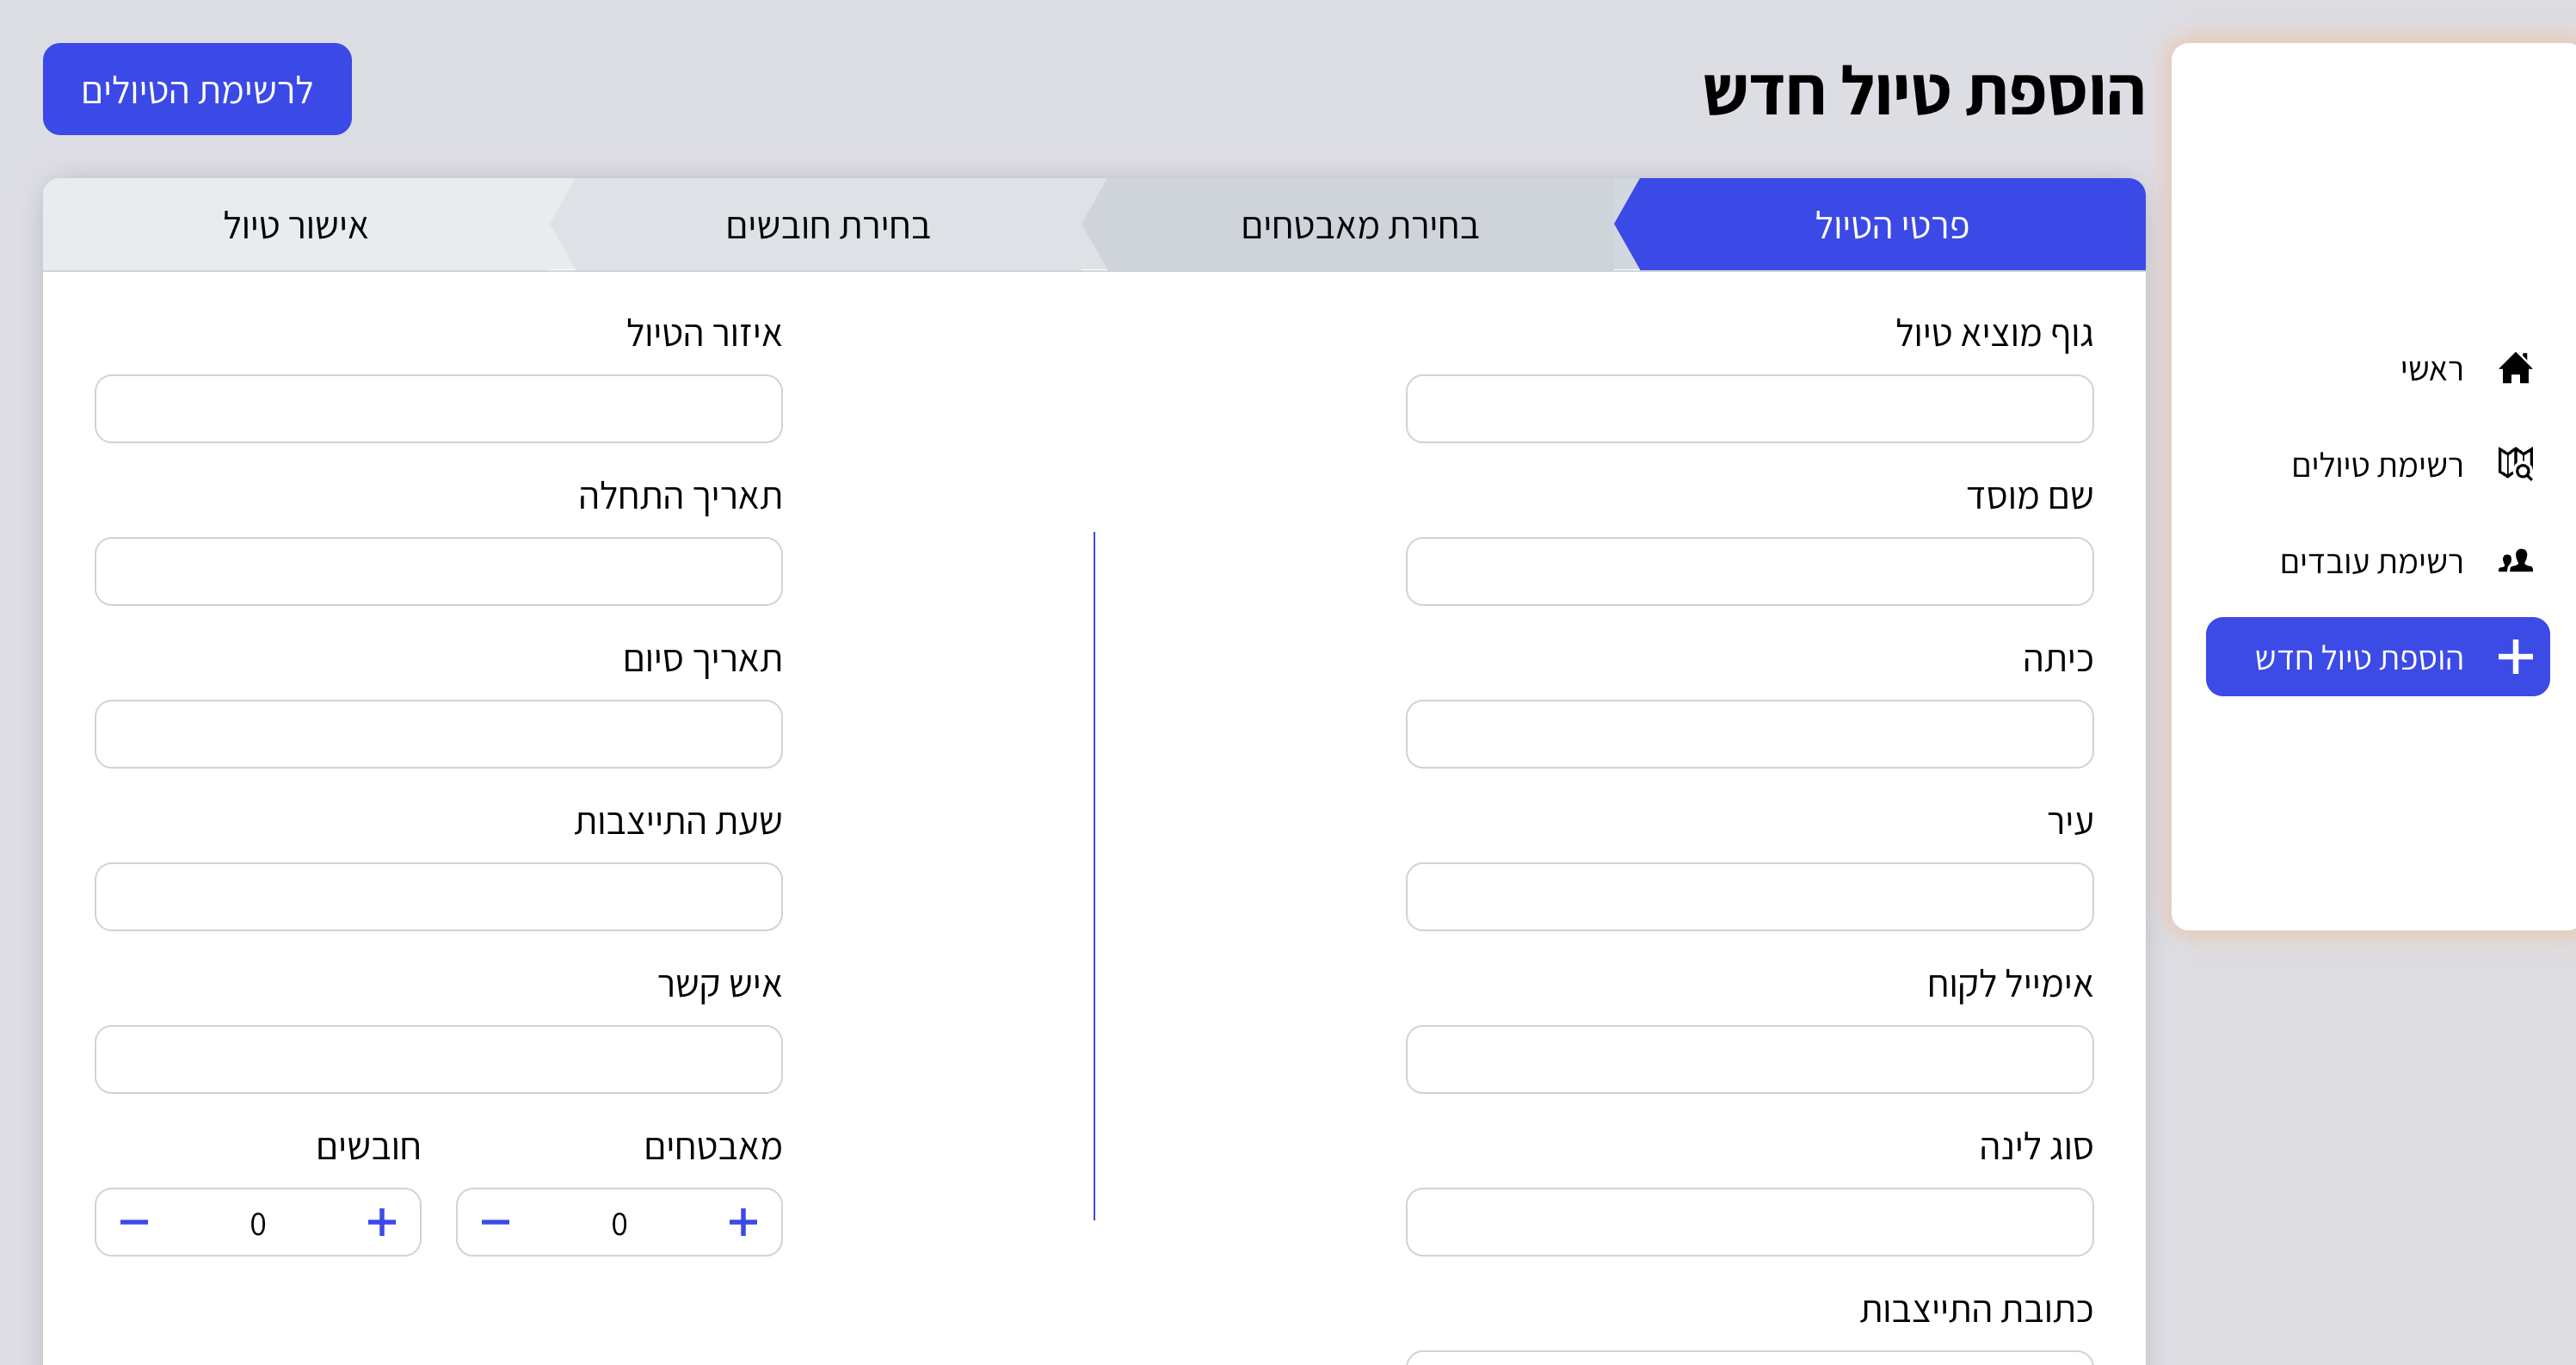 ראשי
רשימת טיולים
רשימת עובדים
הוספת טיול חדש
הוספת טיול חדש
לרשימת הטיולים
פרטי הטיול
בחירת מאבטחים
בחירת חובשים
אישור טיול
גוף מוציא טיול
שם מוסד
כיתה
עיר
אימייל לקוח
סוג לינה
כתובת התייצבות
איזור הטיול
תאריך התחלה
תאריך סיום
שעת התייצבות
איש קשר
מאבטחים
+ 0 −
חובשים
+ 0 −